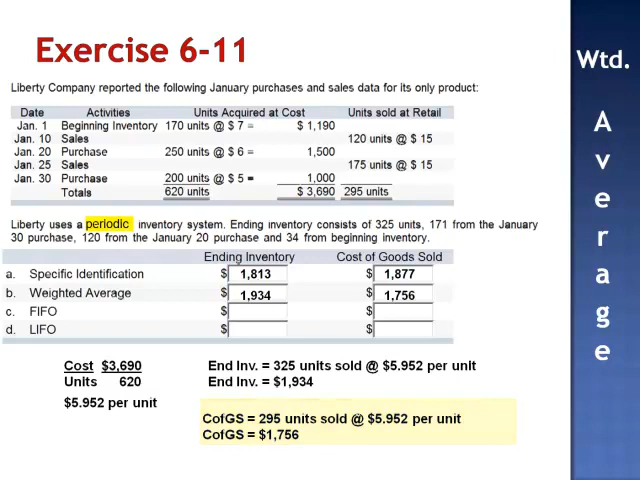 Exercise 6-11
Wtd.
Average
Liberty Company reported the following January purchases and sales data for its only product:
Date Activities Units Acquired at Cost Units sold at Retail
Jan. 1 Beginning Inventory 170 units @ $ 7 = $ 1,190
Jan. 10 Sales 120 units @ $ 15
Jan. 20 Purchase 250 units @ $ 6 = 1,500
Jan. 25 Sales 175 units @ $ 15
Jan. 30 Purchase 200 units @ $ 5 = 1,000
Totals 620 units $ 3,690 295 units
Liberty uses a periodic inventory system. Ending inventory consists of 325 units, 171 from the January
30 purchase, 120 from the January 20 purchase and 34 from beginning inventory.
Ending Inventory Cost of Goods Sold
a. Specific Identification $ 1,813 $ 1,877
b. Weighted Average $ 1,934 $ 1,756
c. FIFO $ $
d. LIFO $ $
Cost $3,690 End Inv. = 325 units sold @ $5.952 per unit
Units 620 End Inv. = $1,934
$5.952 per unit
CofGS = 295 units sold @ $5.952 per unit
CofGS = $1,756